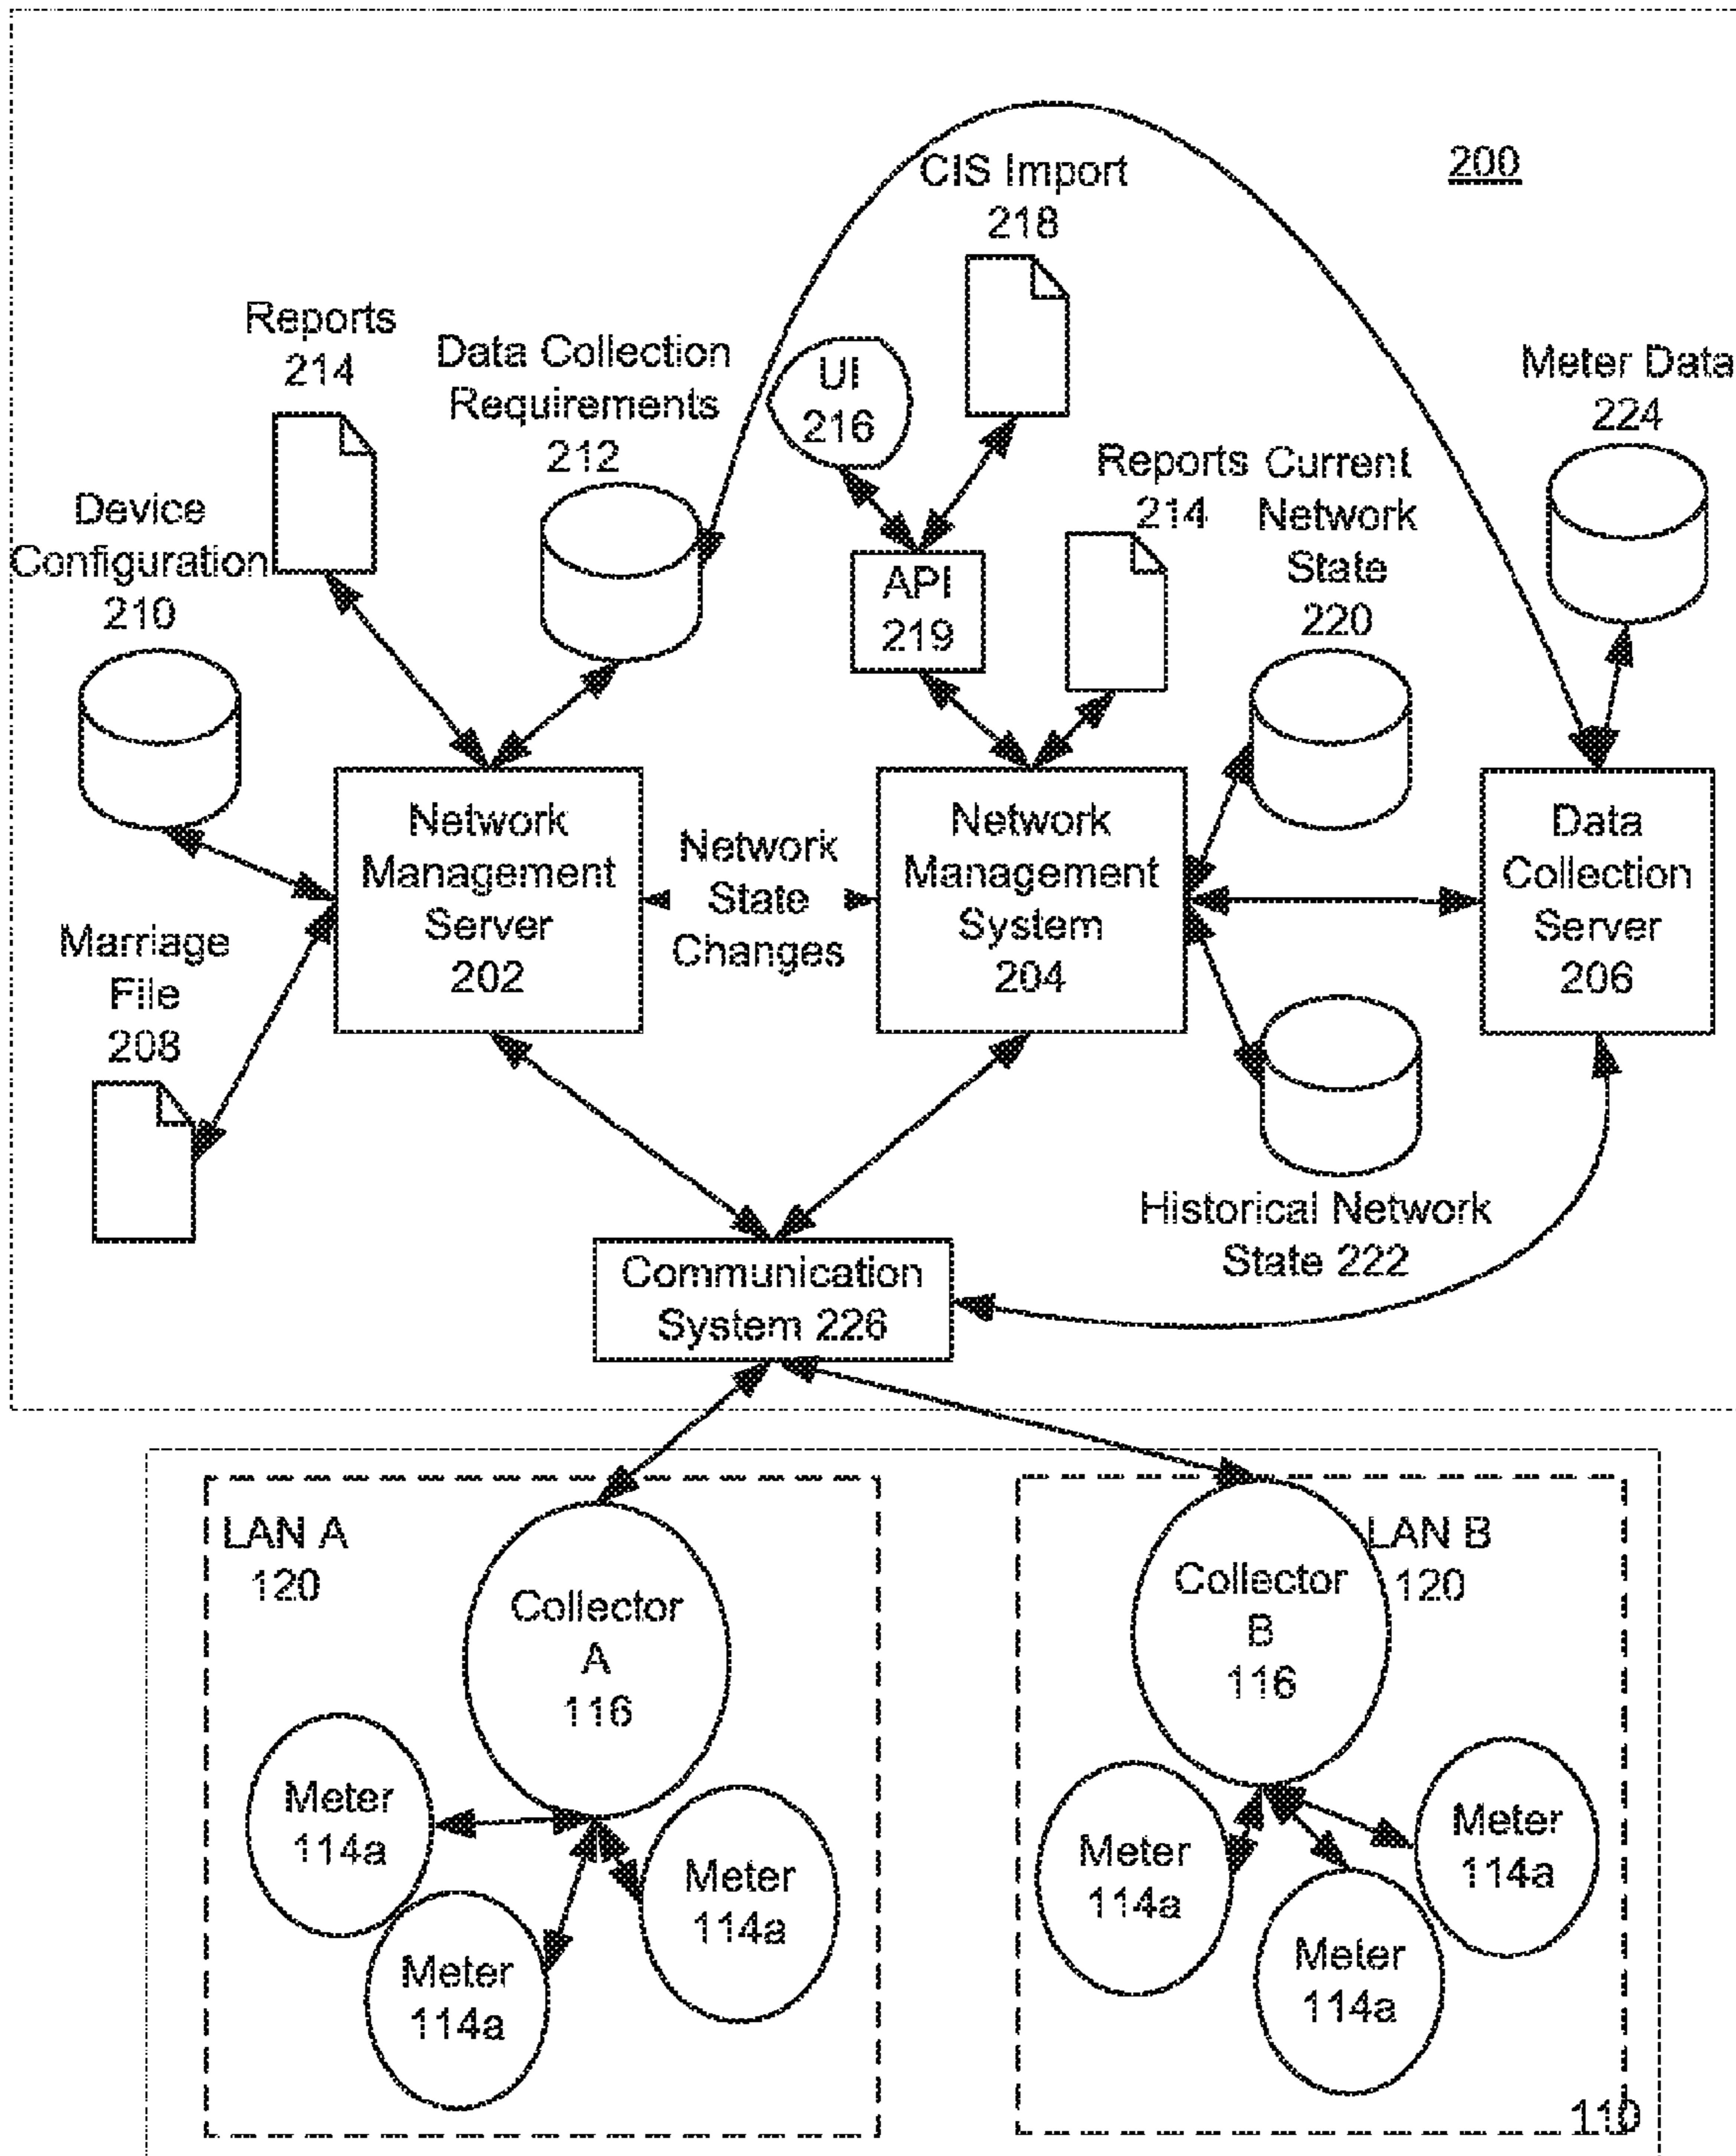 200
CIS Import
218
Reports
214
Data Collection
Requirements
212
UI
216
Meter Data
224
Device
Configuration
210
API
219
Reports
214
Current
Network
State
220
Network
Management
Server
202
Network
State
Changes
Network
Management
System
204
Data
Collection
Server
206
Marriage
File
208
Historical Network
State 222
Communication
System 226
LAN A
120
Collector
A
116
Meter
114a
Meter
114a
Meter
114a
LAN B
120
Collector
B
116
Meter
114a
Meter
114a
Meter
114a
110